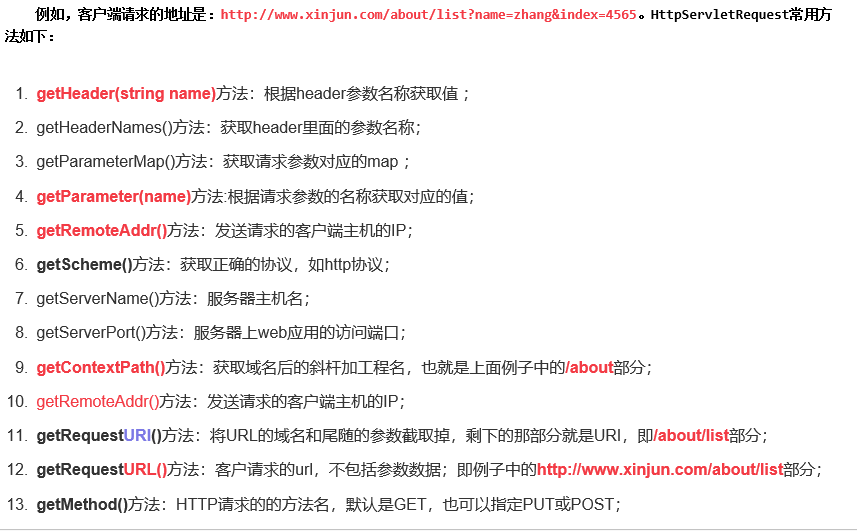 例如，客户端请求的地址是：http://www.xinjun.com/about/list?name=zhang&index=4565。HttpServletRequest常用方
法如下：
1. getHeader(string name)方法：根据header参数名称获取值 ；
2. getHeaderNames()方法：获取header里面的参数名称；
3. getParameterMap()方法：获取请求参数对应的map ；
4. getParameter(name)方法:根据请求参数的名称获取对应的值；
5. getRemoteAddr()方法：发送请求的客户端主机的IP；
6. getScheme()方法：获取正确的协议，如http协议；
7. getServerName()方法：服务器主机名；
8. getServerPort()方法：服务器上web应用的访问端口；
9. getContextPath()方法：获取域名后的斜杆加工程名，也就是上面例子中的/about部分；
10. getRemoteAddr()方法：发送请求的客户端主机的IP；
11. getRequestURI()方法：将URL的域名和尾随的参数截取掉，剩下的那部分就是URI，即/about/list部分；
12. getRequestURL()方法：客户请求的url，不包括参数数据；即例子中的http://www.xinjun.com/about/list部分；
13. getMethod()方法：HTTP请求的的方法名，默认是GET，也可以指定PUT或POST；